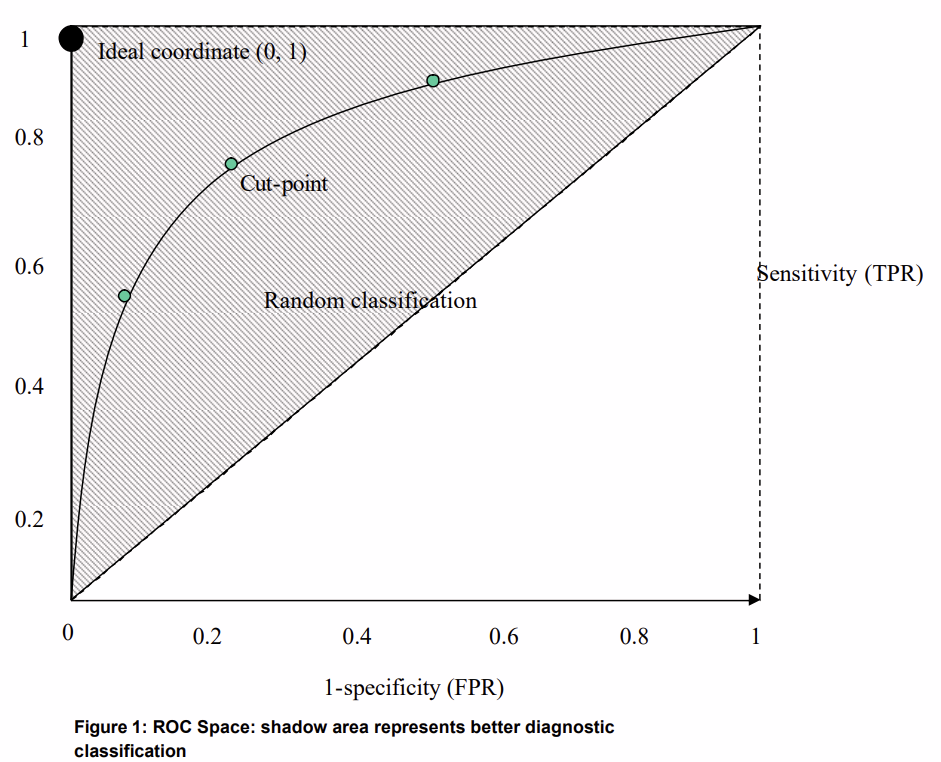 1
Ideal coordinate (0, 1)
0.8
Cut-point
0.6
Sensitivity (TPR)
Random classification
0.4
0.2
0
0.2
0.4
0.6
0.8
1
1-specificity (FPR)
Figure 1: ROC Space: shadow area represents better diagnostic
classification